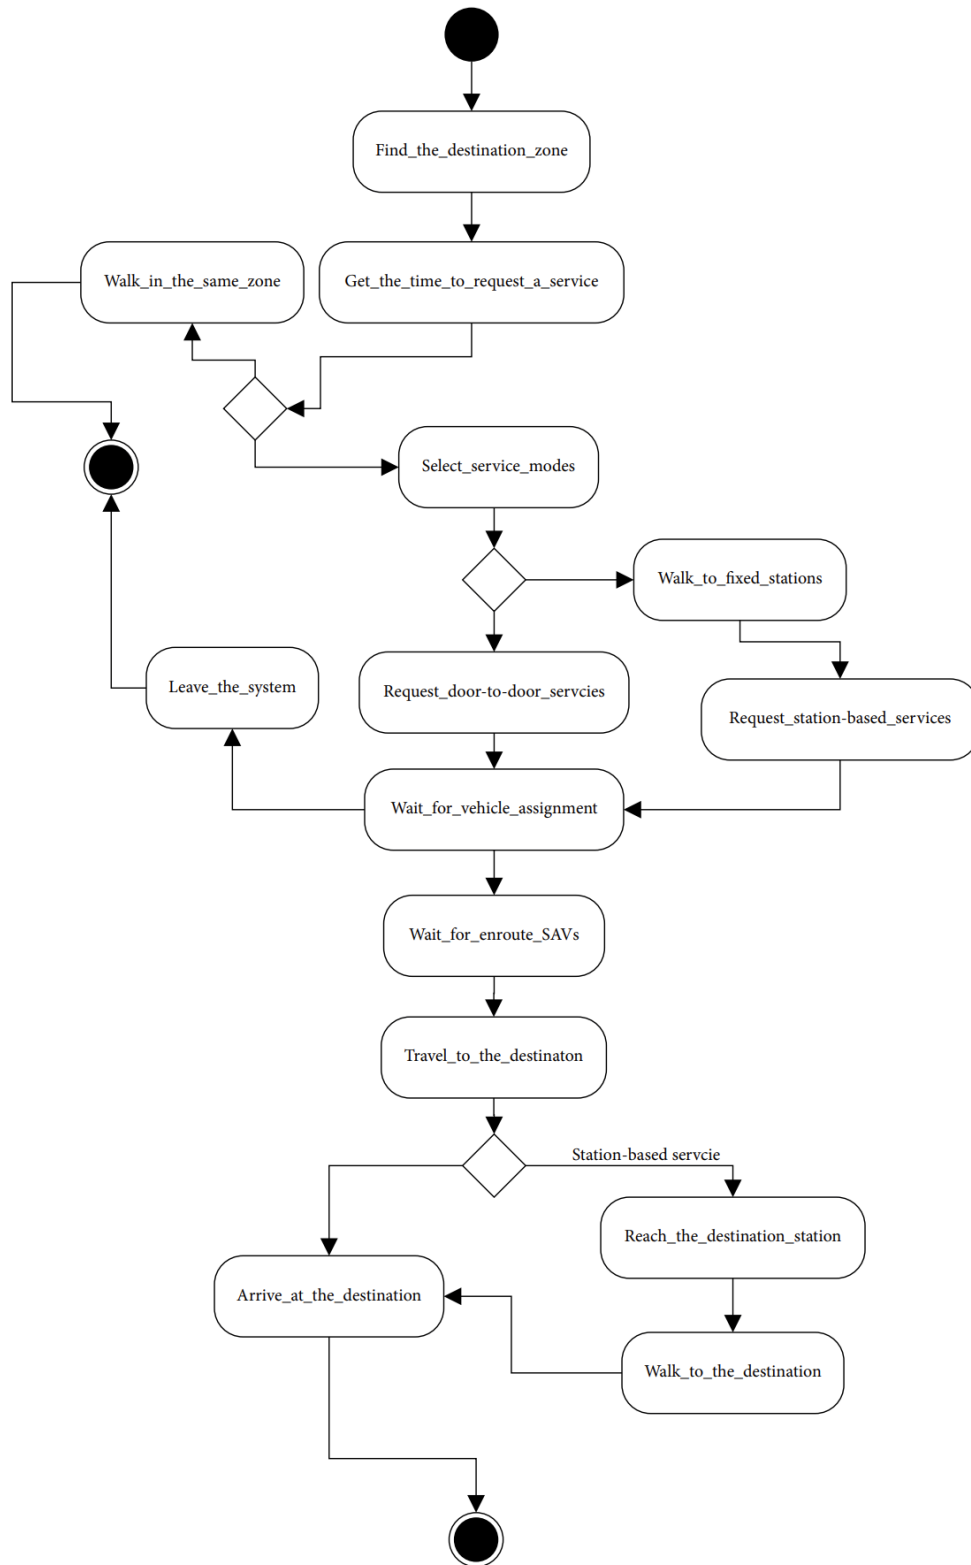 Find_the_destination_zone
Walk_in_the_same_zone
Get_the_time_to_request_a_service
Select_service_modes
Walk_to_fixed_stations
Leave_the_system
Request_door-to-door_servcies
Request_station-based_services
Wait_for_vehicle_assignment
Wait_for_enroute_SAVs
Travel_to_the_destinaton
Station-based servcie
Reach_the_destination_station
Arrive_at_the_destination
Walk_to_the_destination